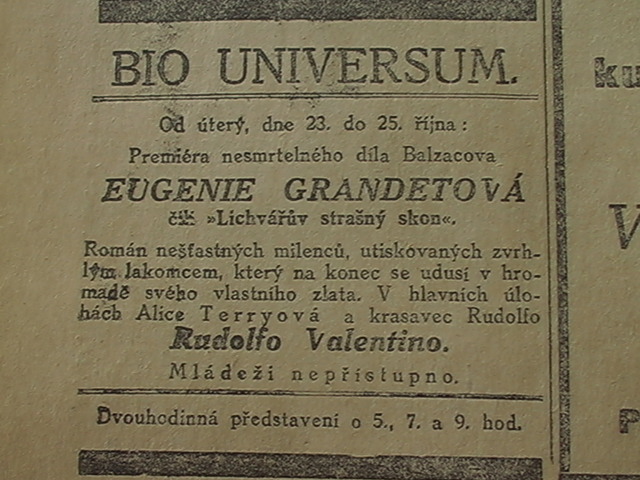 BIO UNIVERSUM.
Od úterý, dne 23. do 25. října:
Premiéra nesmrtelného díla Balzacova
EUGENIE GRANDETOVÁ
čili »Lichvářův strašný skon«.
Román nešťastných milenců, utiskovaných zvrh-
lým lakomcem, který na konec se udusí v hro-
madě svého vlastního zlata. V hlavních úlo-
hách Alice Terryová a krasavec Rudolfo
Rudolfo Valentino.
Mládeži nepřístupno.
Dvouhodinná představení o 5., 7. a 9. hod.
ku
V
P